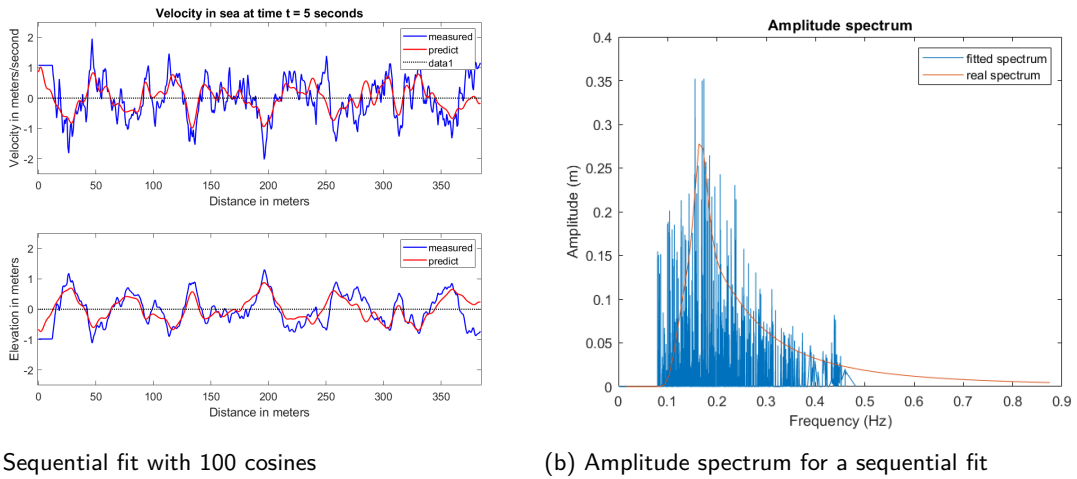 Velocity in sea at time t = 5 seconds
Velocity in meters/second
2
1
0
-1
-2
measured
predict
data1
0
50
100
150
200
250
300
350
Distance in meters
Elevation in meters
2
1
0
-1
-2
measured
predict
0
50
100
150
200
250
300
350
Distance in meters
Sequential fit with 100 cosines
Amplitude spectrum
Amplitude (m)
0.4
0.35
0.3
0.25
0.2
0.15
0.1
0.05
0
fitted spectrum
real spectrum
0
0.1
0.2
0.3
0.4
0.5
0.6
0.7
0.8
0.9
Frequency (Hz)
(b) Amplitude spectrum for a sequential fit